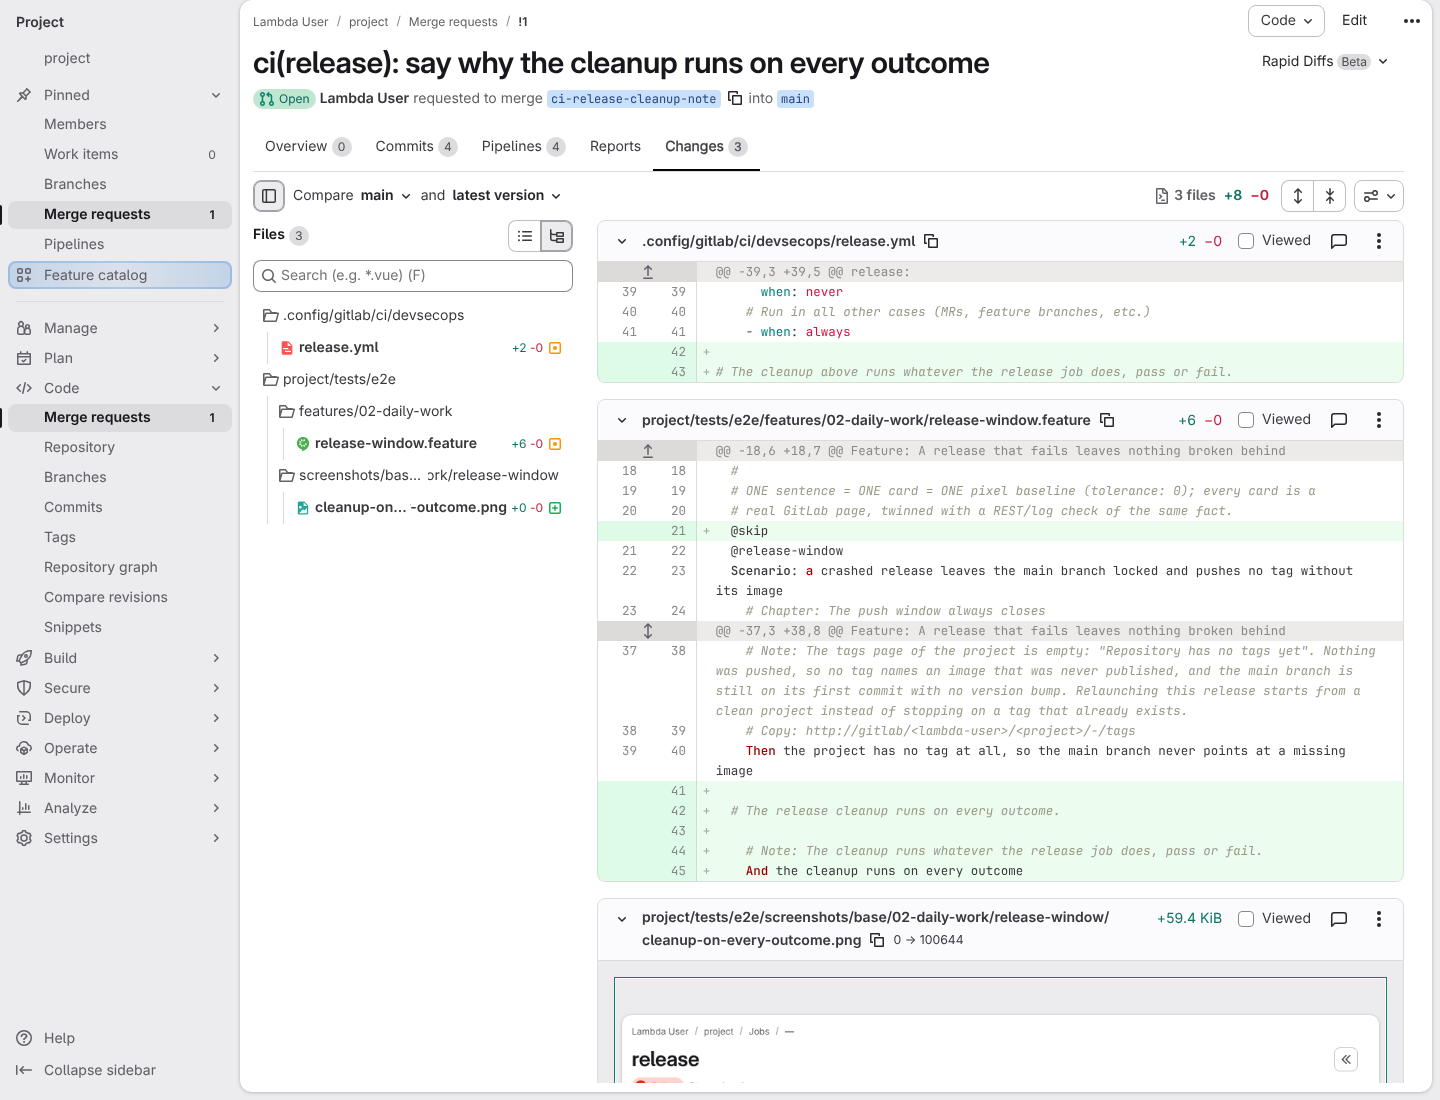 Project
project
Pinned
Members
Work items 0
Branches
Merge requests 1
Pipelines
Feature catalog
Manage
Plan
Code
Merge requests 1
Repository
Branches
Commits
Tags
Repository graph
Compare revisions
Snippets
Build
Secure
Deploy
Operate
Monitor
Analyze
Settings
Help
Collapse sidebar
Lambda User / project / Merge requests / !1
Code
Edit
ci(release): say why the cleanup runs on every outcome
Rapid Diffs Beta
Open Lambda User requested to merge ci-release-cleanup-note into main
Overview 0 Commits 4 Pipelines 4 Reports Changes 3
Compare main and latest version
3 files +8 −0
Files 3
Search (e.g. *.vue) (F)
.config/gitlab/ci/devsecops
release.yml +2 -0
project/tests/e2e
features/02-daily-work
release-window.feature +6 -0
screenshots/bas... ork/release-window
cleanup-on... -outcome.png +0 -0
.config/gitlab/ci/devsecops/release.yml +2 −0 Viewed
@@ -39,3 +39,5 @@ release:
39 39 when: never
40 40 # Run in all other cases (MRs, feature branches, etc.)
41 41 - when: always
42 +
43 + # The cleanup above runs whatever the release job does, pass or fail.
project/tests/e2e/features/02-daily-work/release-window.feature +6 −0 Viewed
@@ -18,6 +18,7 @@ Feature: A release that fails leaves nothing broken behind
18 18 #
19 19 # ONE sentence = ONE card = ONE pixel baseline (tolerance: 0); every card is a
20 20 # real GitLab page, twinned with a REST/log check of the same fact.
21 + @skip
21 22 @release-window
22 23 Scenario: a crashed release leaves the main branch locked and pushes no tag without
its image
23 24 # Chapter: The push window always closes
@@ -37,3 +38,8 @@ Feature: A release that fails leaves nothing broken behind
37 38 # Note: The tags page of the project is empty: "Repository has no tags yet". Nothing
was pushed, so no tag names an image that was never published, and the main branch is
still on its first commit with no version bump. Relaunching this release starts from a
clean project instead of stopping on a tag that already exists.
38 39 # Copy: http://gitlab/<lambda-user>/<project>/-/tags
39 40 Then the project has no tag at all, so the main branch never points at a missing
image
41 +
42 + # The release cleanup runs on every outcome.
43 +
44 + # Note: The cleanup runs whatever the release job does, pass or fail.
45 + And the cleanup runs on every outcome
project/tests/e2e/screenshots/base/02-daily-work/release-window/
cleanup-on-every-outcome.png 0 → 100644
+59.4 KiB Viewed
Lambda User / project / Jobs / —
release